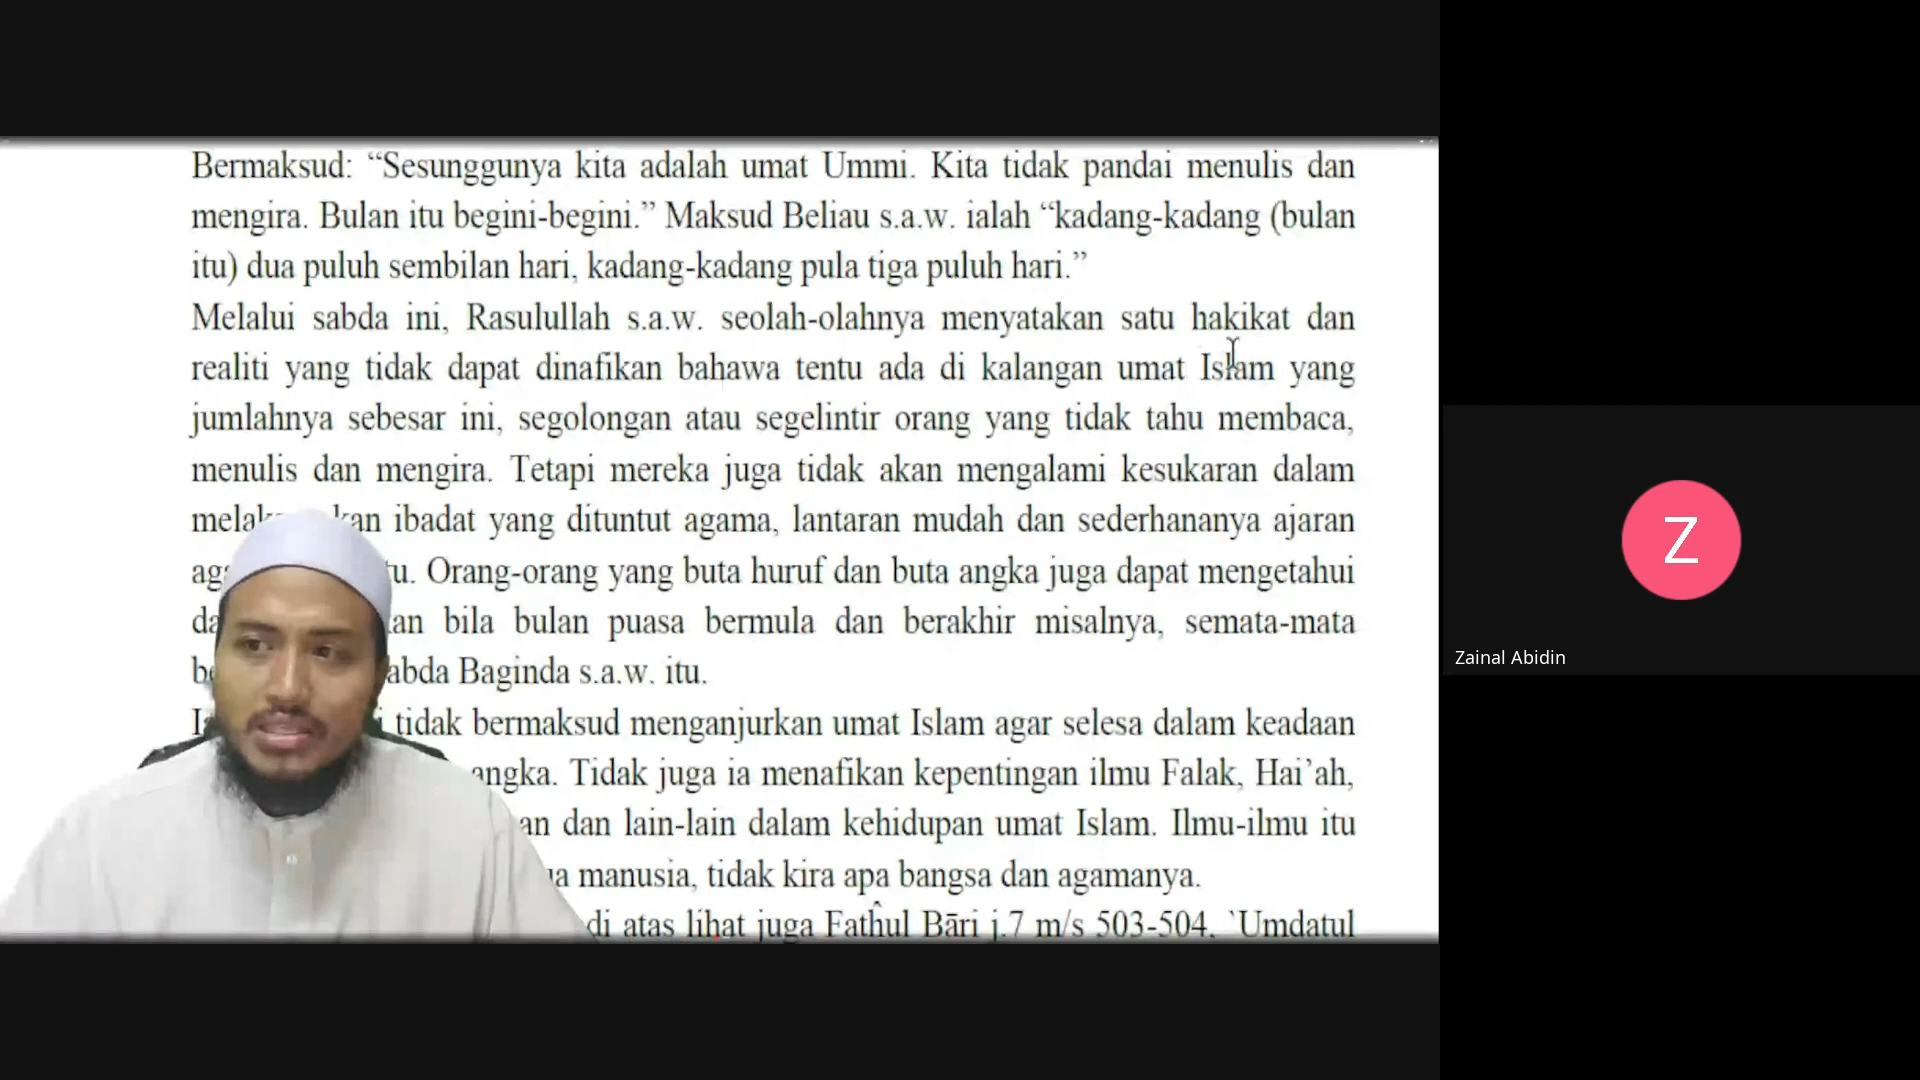 Bermaksud: “Sesunggunya kita adalah umat Ummi. Kita tidak pandai menulis dan
mengira. Bulan itu begini-begini.” Maksud Beliau s.a.w. ialah “kadang-kadang (bulan
itu) dua puluh sembilan hari, kadang-kadang pula tiga puluh hari.”
Melalui sabda ini, Rasulullah s.a.w. seolah-olahnya menyatakan satu hakikat dan
realiti yang tidak dapat dinafikan bahawa tentu ada di kalangan umat Islam yang
jumlahnya sebesar ini, segolongan atau segelintir orang yang tidak tahu membaca,
menulis dan mengira. Tetapi mereka juga tidak akan mengalami kesukaran dalam
ibadat yang dituntut agama, lantaran mudah dan sederhananya ajaran
Orang-orang yang buta huruf dan buta angka juga dapat mengetahui
bila bulan puasa bermula dan berakhir misalnya, semata-mata
Baginda s.a.w. itu.
tidak bermaksud menganjurkan umat Islam agar selesa dalam keadaan
angka. Tidak juga ia menafikan kepentingan ilmu Falak, Hai’ah,
dan lain-lain dalam kehidupan umat Islam. Ilmu-ilmu itu
manusia, tidak kira apa bangsa dan agamanya.
di atas lihat juga Fatĥul Bāri j.7 m/s 503-504, `Umdatul
Z
Zainal Abidin